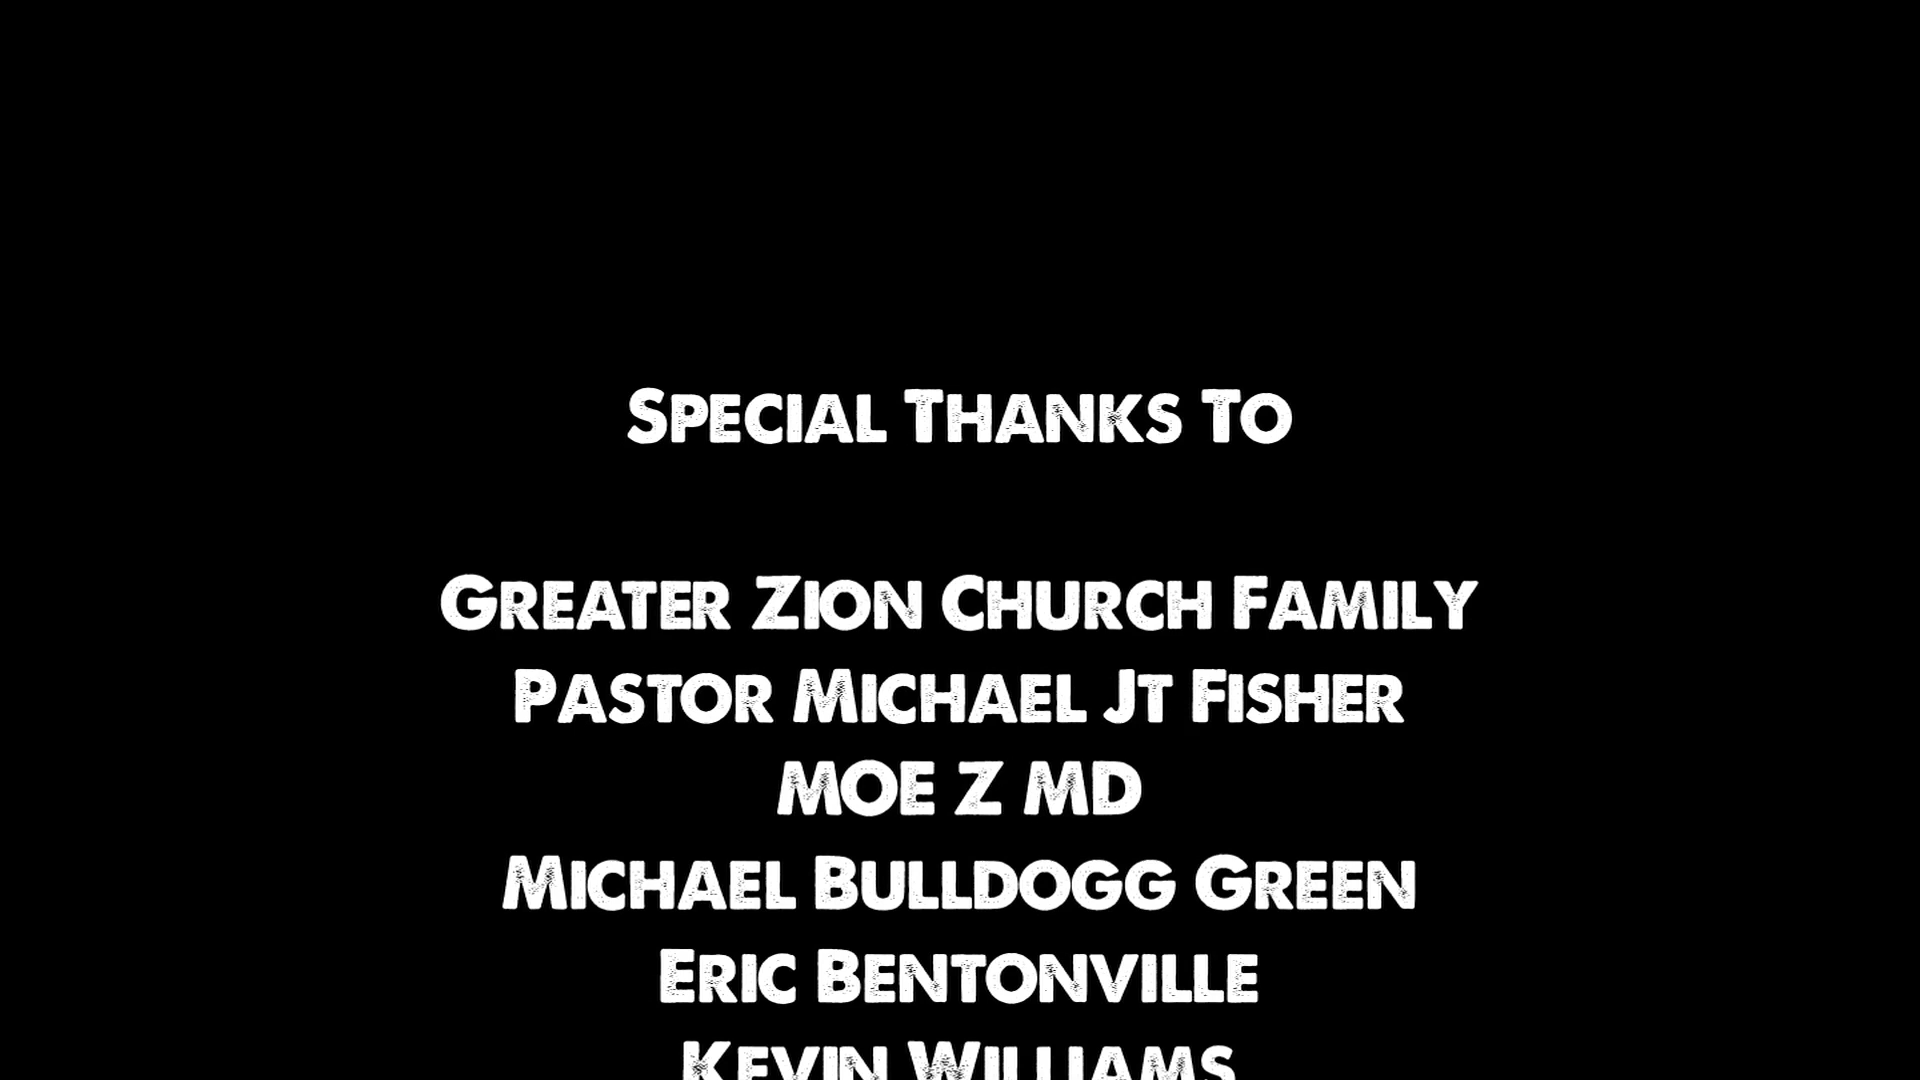 Special Thanks To
Greater Zion Church Family
Pastor Michael Jt Fisher
MOE Z MD
Michael Bulldogg Green
Eric Bentonville
Kevin Williams